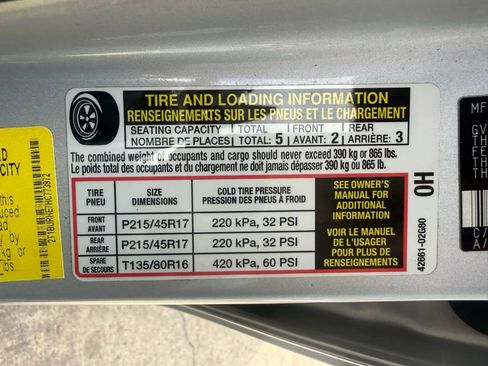 TIRE AND LOADING INFORMATION
RENSEIGNEMENTS SUR LES PNEUS ET LE CHARGEMENT
SEATING CAPACITY TOTAL FRONT REAR
NOMBRE DE PLACES TOTAL: 5 AVANT: 2 ARRIÈRE: 3
The combined weight of occupants and cargo should never exceed 390 kg or 865 lbs.
Le poids total des occupants et du chargement ne doit jamais dépasser 390 kg ou 865 lb.
TIRE SIZE COLD TIRE PRESSURE
PNEU DIMENSIONS PRESSION DES PNEUS À FROID
FRONT
AVANT P215/45R17 220 kPa, 32 PSI
REAR
ARRIÈRE P215/45R17 220 kPa, 32 PSI
SPARE
DE SECOURS T135/80R16 420 kPa, 60 PSI
SEE OWNER'S
MANUAL FOR
ADDITIONAL
INFORMATION
VOIR LE MANUEL
DE L'USAGER
POUR PLUS DE
RENSEIGNEMENTS
0H
42661-02G80
MF
GV
TH